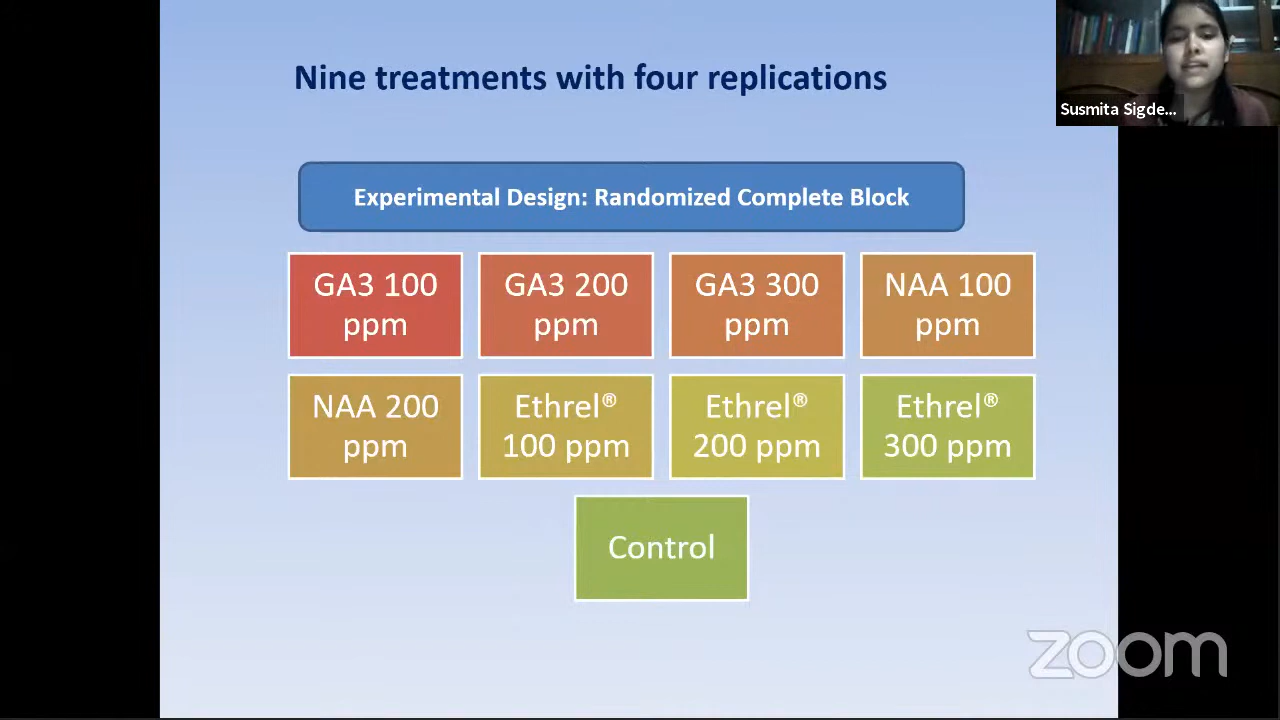 Nine treatments with four replications
Susmita Sigde...
Experimental Design: Randomized Complete Block
GA3 100
ppm
GA3 200
ppm
GA3 300
ppm
NAA 100
ppm
NAA 200
ppm
Ethrel®
100 ppm
Ethrel®
200 ppm
Ethrel®
300 ppm
Control
zoom